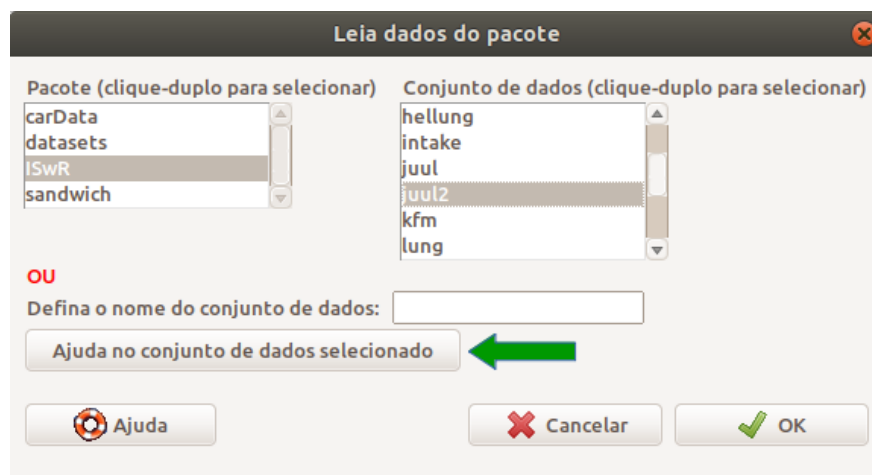 Leia dados do pacote
Pacote (clique-duplo para selecionar)
carData
datasets
ISwR
sandwich
Conjunto de dados (clique-duplo para selecionar)
hellung
intake
juul
juul2
kfm
lung
OU
Defina o nome do conjunto de dados:
Ajuda no conjunto de dados selecionado
Ajuda
Cancelar
OK